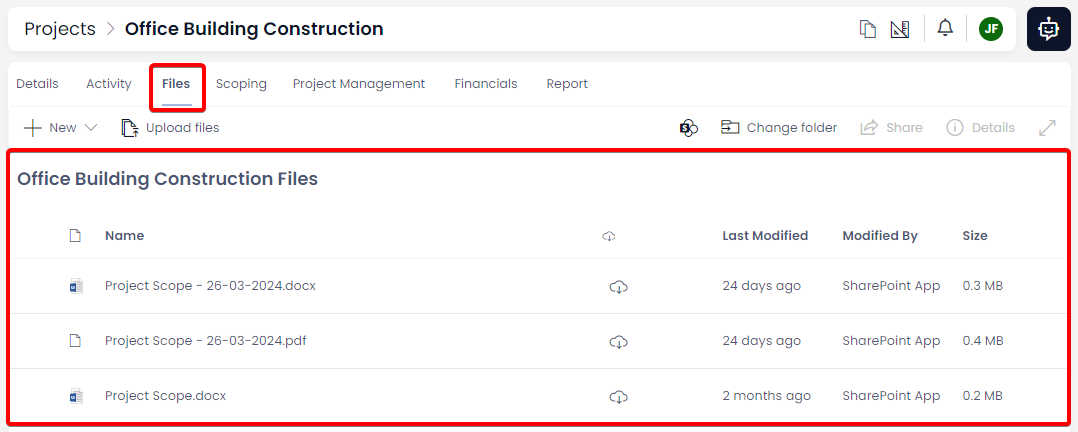 Projects > Office Building Construction JF
Details Activity Files Scoping Project Management Financials Report
New Upload files S Change folder Share Details
Office Building Construction Files
Name Last Modified Modified By Size
Project Scope - 26-03-2024.docx 24 days ago SharePoint App 0.3 MB
Project Scope - 26-03-2024.pdf 24 days ago SharePoint App 0.4 MB
Project Scope.docx 2 months ago SharePoint App 0.2 MB